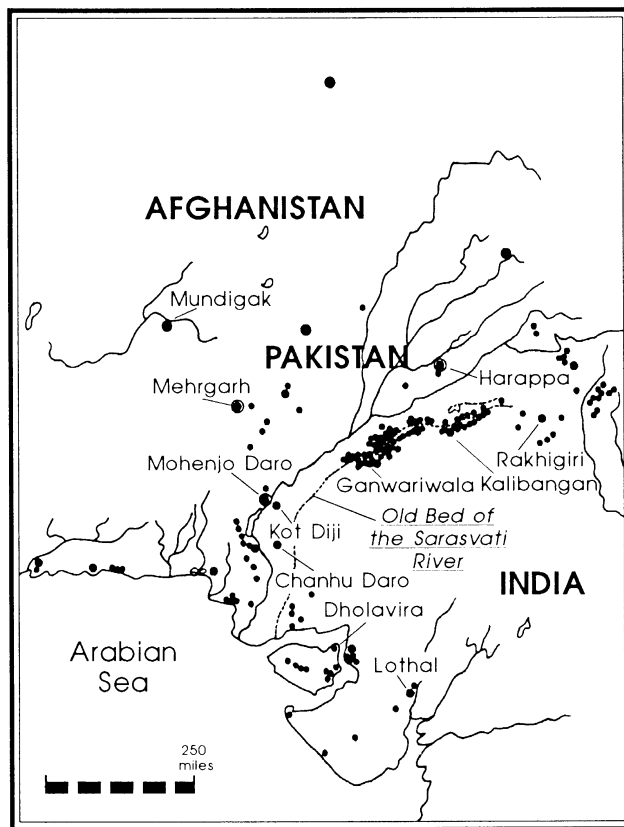 AFGHANISTAN
Mundigak
PAKISTAN
Harappa
Mehrgarh
Rakhigiri
Mohenjo Daro
Ganwariwala
Kalibangan
Old Bed of
the Sarasvati
River
Kot Diji
Chanhu Daro
INDIA
Dholavira
Arabian
Sea
Lothal
250
miles